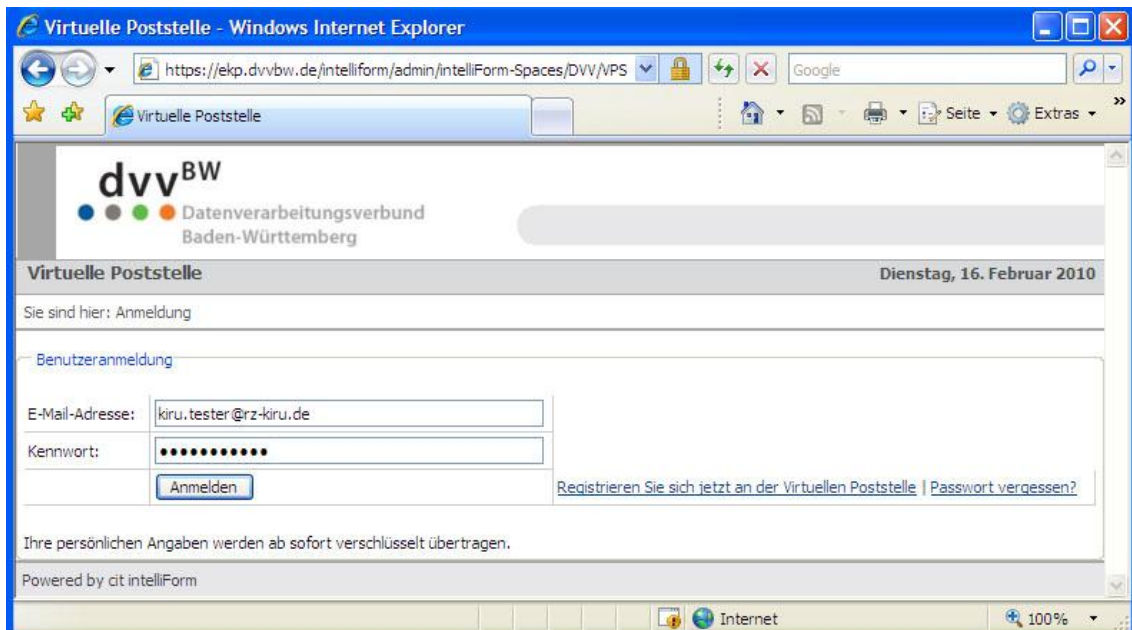 Virtuelle Poststelle - Windows Internet Explorer
https://ekp.dvvbw.de/intelliform/admin/intelliForm-Spaces/DVV/VPS
Google
Virtuelle Poststelle
Seite
Extras
»
dvvBW
Datenverarbeitungsverbund
Baden-Württemberg
Virtuelle Poststelle Dienstag, 16. Februar 2010
Sie sind hier: Anmeldung
Benutzeranmeldung
E-Mail-Adresse: kiru.tester@rz-kiru.de
Kennwort: •••••••••••
Anmelden Registrieren Sie sich jetzt an der Virtuellen Poststelle | Passwort vergessen?
Ihre persönlichen Angaben werden ab sofort verschlüsselt übertragen.
Powered by cit intelliForm
Internet 100%